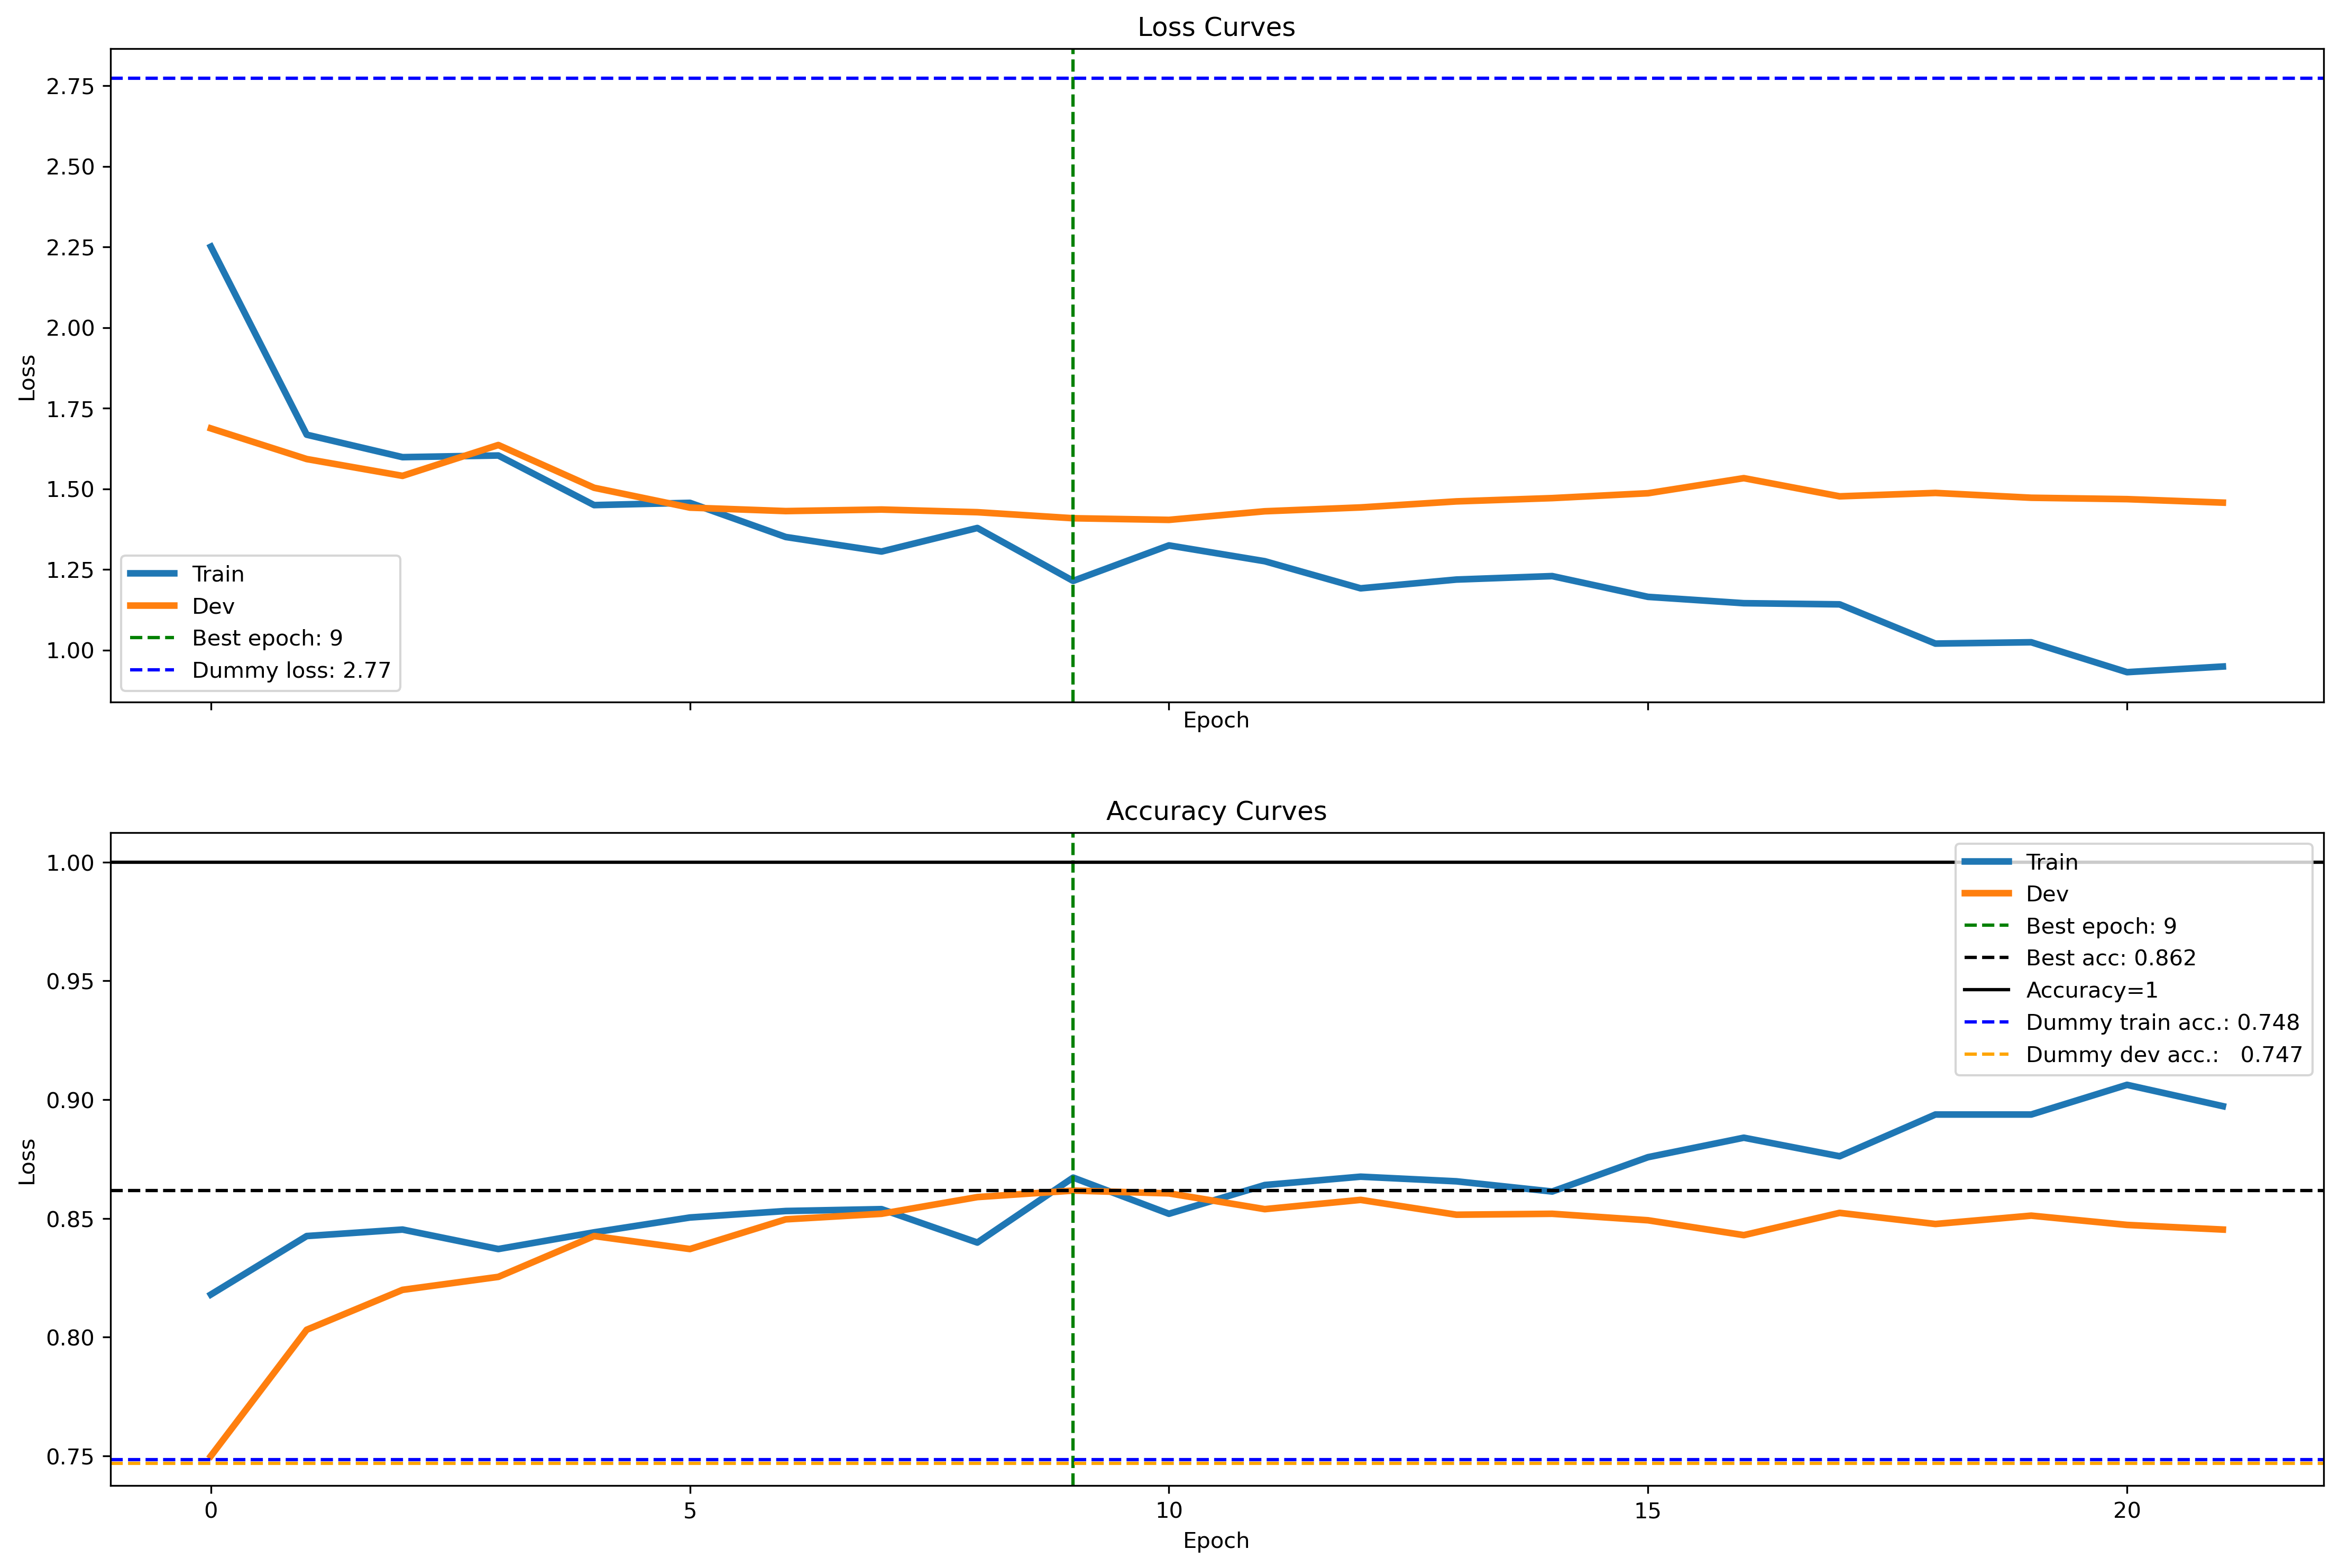 Loss Curves
2.75
2.50
2.25
2.00
1.75
1.50
1.25
1.00
Loss
Train
Dev
Best epoch: 9
Dummy loss: 2.77
Epoch
Accuracy Curves
1.00
0.95
0.90
0.85
0.80
0.75
Loss
Train
Dev
Best epoch: 9
Best acc: 0.862
Accuracy=1
Dummy train acc.: 0.748
Dummy dev acc.:   0.747
0 5 10 15 20
Epoch